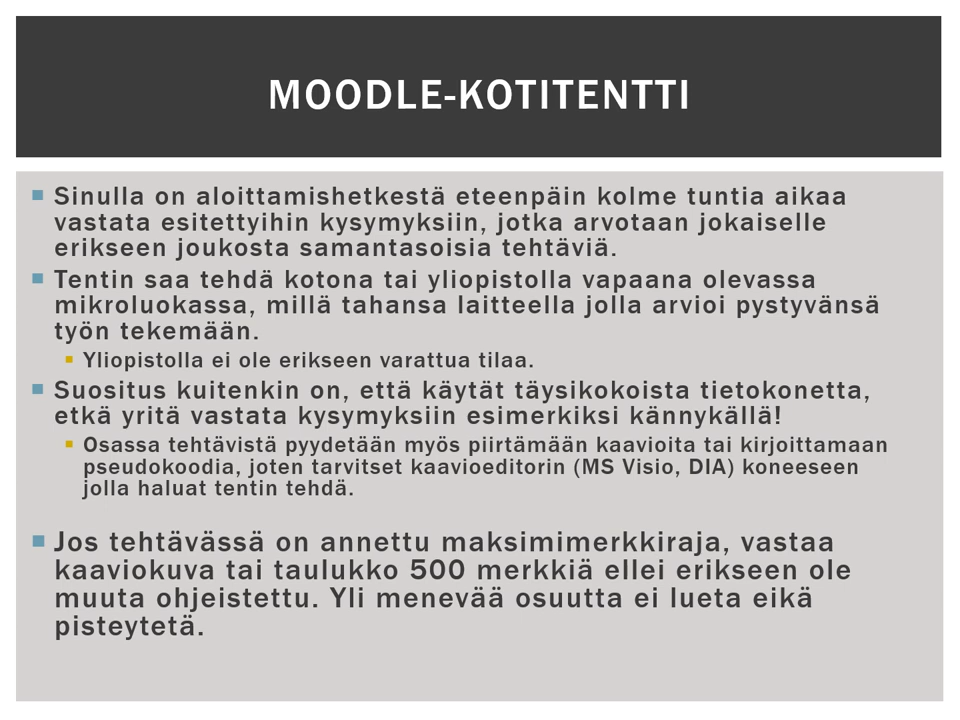 MOODLE-KOTITENTTI
Sinulla on aloittamishetkestä eteenpäin kolme tuntia aikaa
vastata esitettyihin kysymyksiin, jotka arvotaan jokaiselle
erikseen joukosta samantasoisia tehtäviä.
Tentin saa tehdä kotona tai yliopistolla vapaana olevassa
mikroluokassa, millä tahansa laitteella jolla arvioi pystyvänsä
työn tekemään.
Yliopistolla ei ole erikseen varattua tilaa.
Suositus kuitenkin on, että käytät täysikokoista tietokonetta,
etkä yritä vastata kysymyksiin esimerkiksi kännykällä!
Osassa tehtävistä pyydetään myös piirtämään kaavioita tai kirjoittamaan
pseudokoodia, joten tarvitset kaavioeditorin (MS Visio, DIA) koneeseen
jolla haluat tentin tehdä.
Jos tehtävässä on annettu maksimimerkkiraja, vastaa
kaaviokuva tai taulukko 500 merkkiä ellei erikseen ole
muuta ohjeistettu. Yli menevää osuutta ei lueta eikä
pisteytetä.